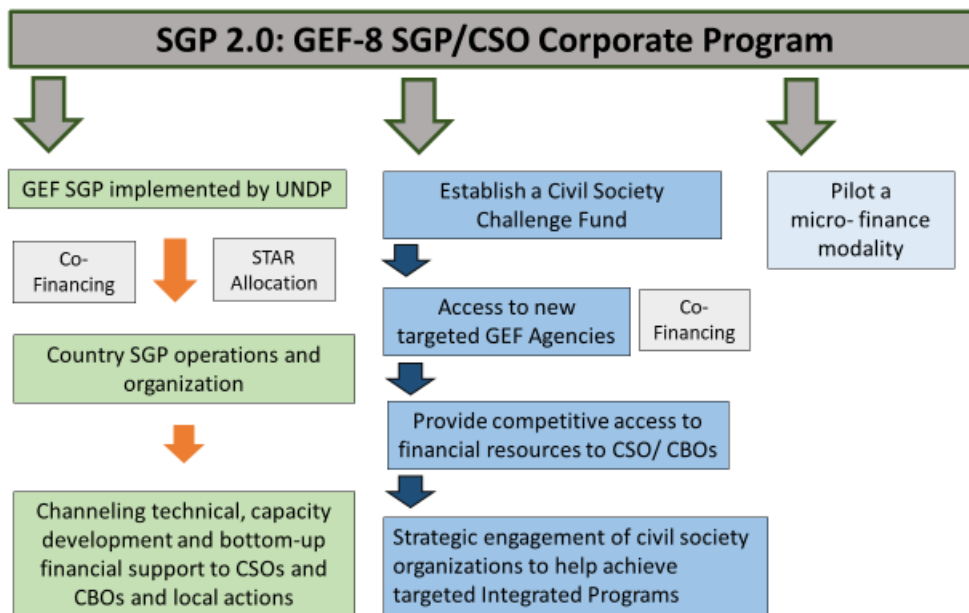 SGP 2.0: GEF-8 SGP/CSO Corporate Program
GEF SGP implemented by UNDP
Co-
Financing
STAR
Allocation
Country SGP operations and
organization
Channeling technical, capacity
development and bottom-up
financial support to CSOs and
CBOs and local actions
Establish a Civil Society
Challenge Fund
Access to new
targeted GEF Agencies
Co-
Financing
Provide competitive access to
financial resources to CSO/ CBOs
Strategic engagement of civil society
organizations to help achieve
targeted Integrated Programs
Pilot a
micro- finance
modality